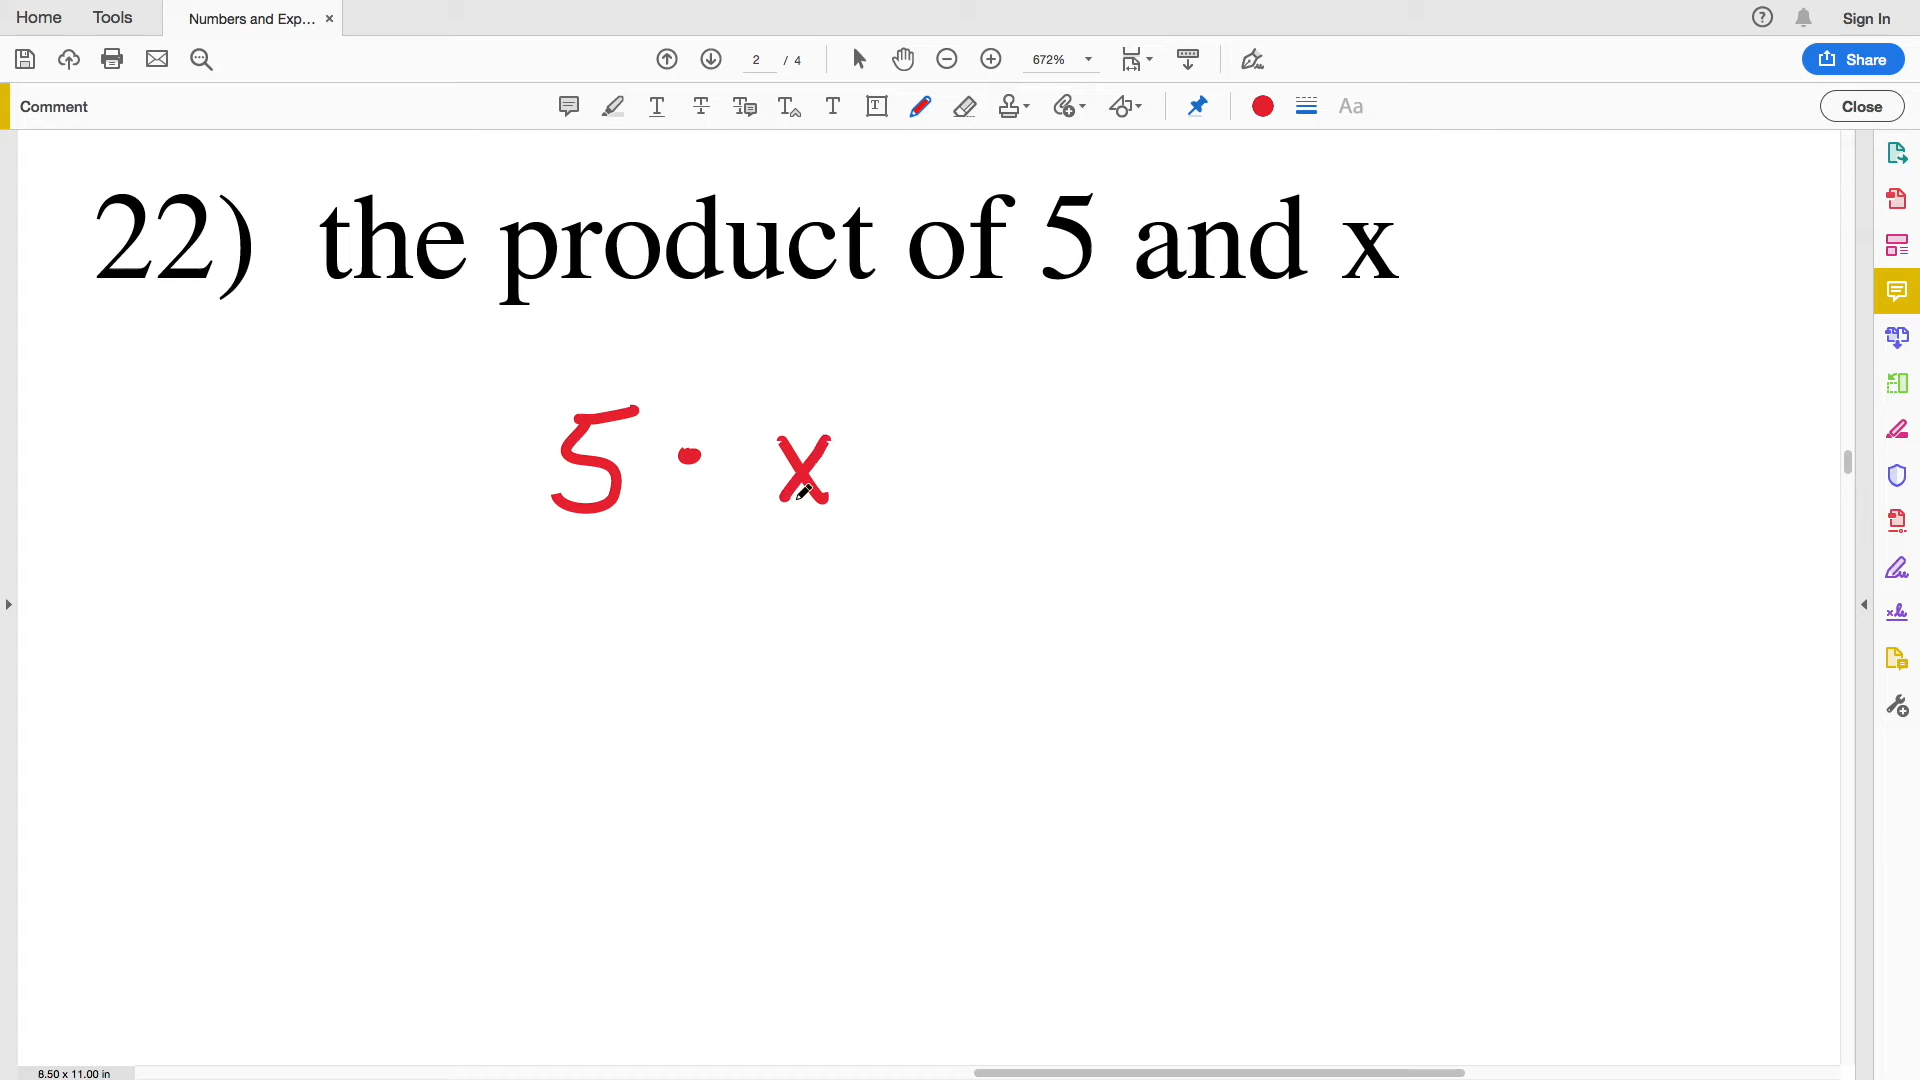 Home Tools Numbers and Exp... × Sign In
2 / 4 672% Share
Comment Aa Close
22) the product of 5 and x
5 · x
8.50 x 11.00 in